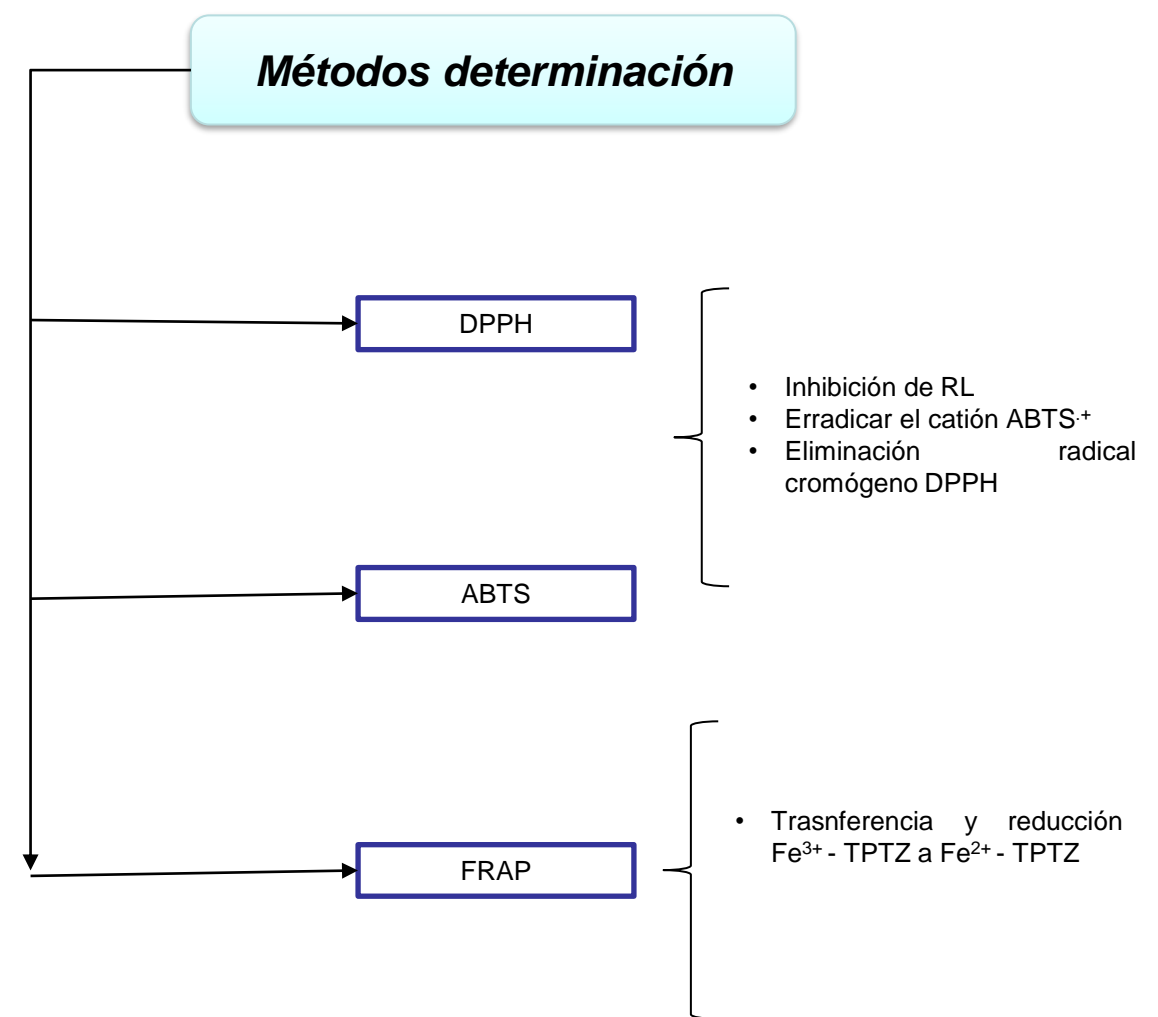 Métodos determinación
DPPH
• Inhibición de RL
• Erradicar el catión ABTS.+
• Eliminación radical
cromógeno DPPH
ABTS
• Trasnferencia y reducción
Fe3+ - TPTZ a Fe2+ - TPTZ
FRAP